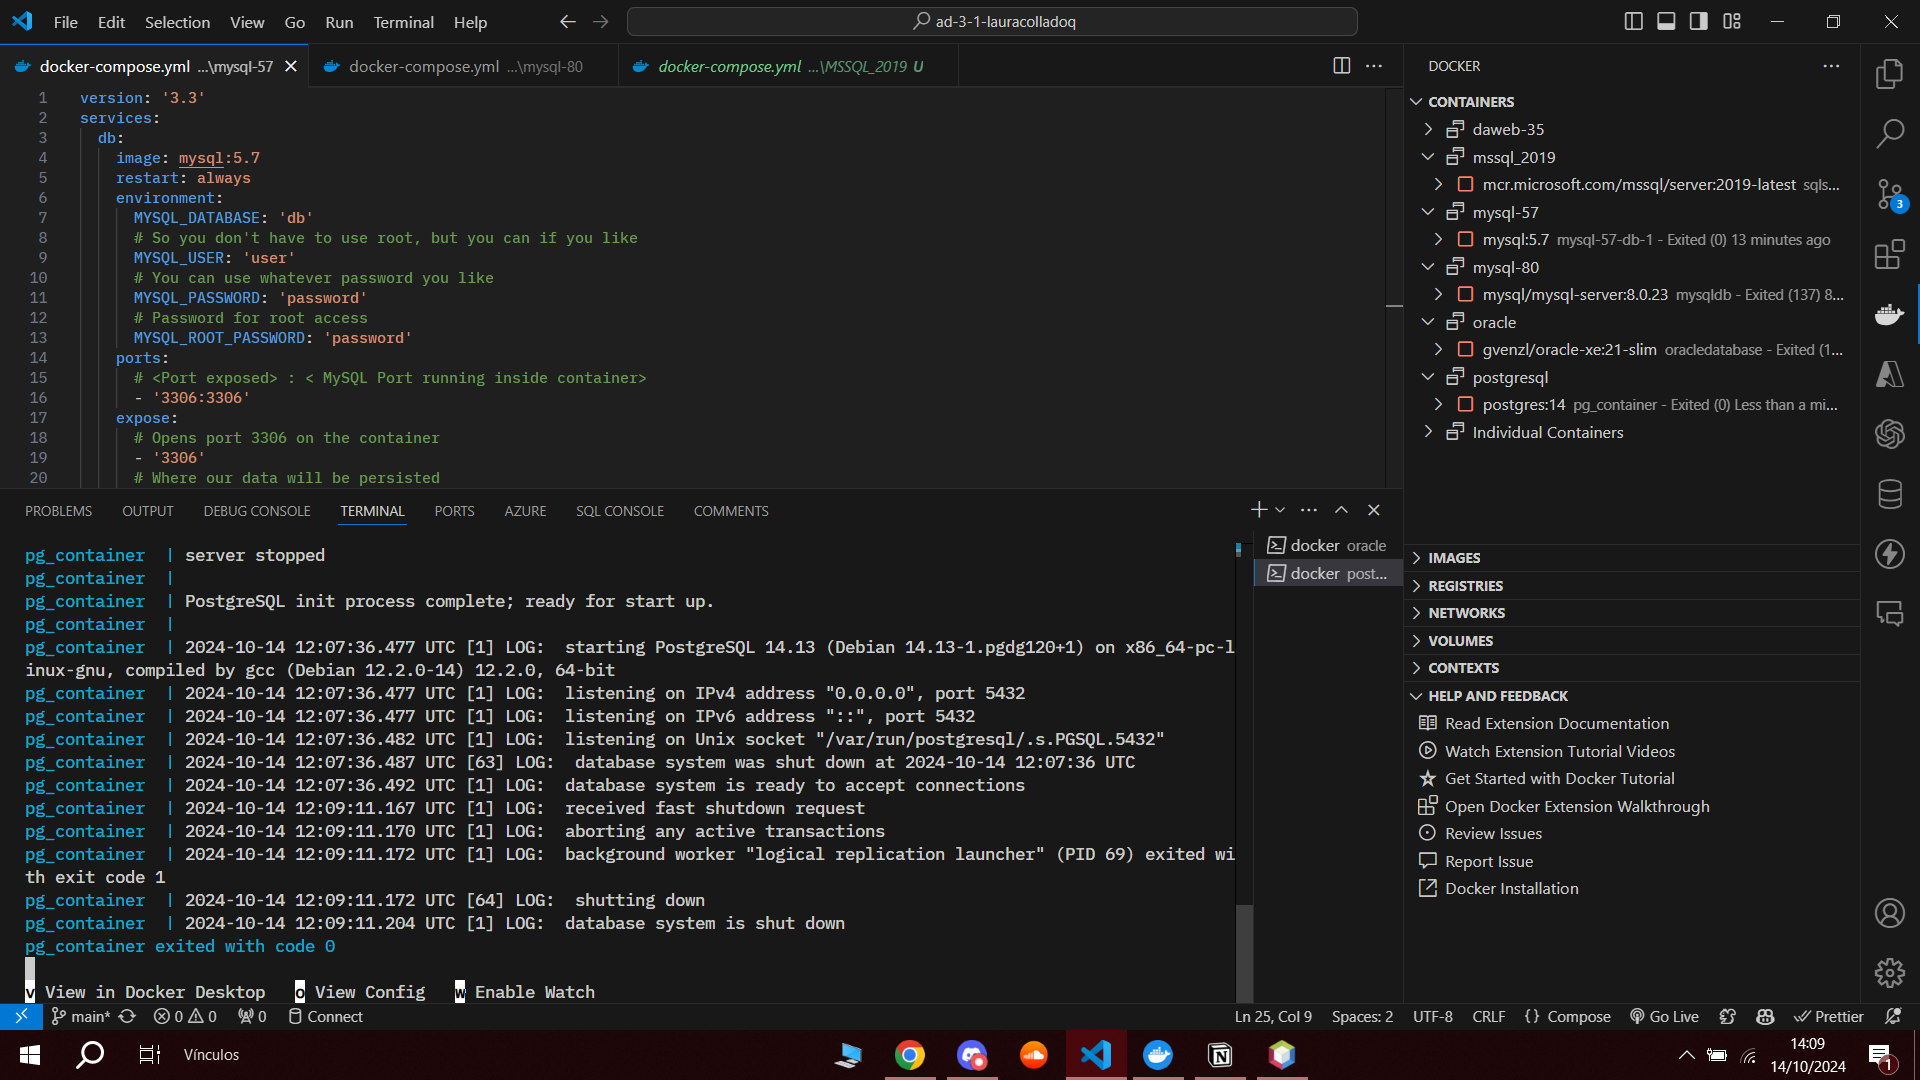 File Edit Selection View Go Run Terminal Help
ad-3-1-lauracolladoq
docker-compose.yml ...\mysql-57
docker-compose.yml ...\mysql-80
docker-compose.yml ...\MSSQL_2019 U
1 version: '3.3'
2 services:
3 db:
4 image: mysql:5.7
5 restart: always
6 environment:
7 MYSQL_DATABASE: 'db'
8 # So you don't have to use root, but you can if you like
9 MYSQL_USER: 'user'
10 # You can use whatever password you like
11 MYSQL_PASSWORD: 'password'
12 # Password for root access
13 MYSQL_ROOT_PASSWORD: 'password'
14 ports:
15 # <Port exposed> : < MySQL Port running inside container>
16 - '3306:3306'
17 expose:
18 # Opens port 3306 on the container
19 - '3306'
20 # Where our data will be persisted
PROBLEMS OUTPUT DEBUG CONSOLE TERMINAL PORTS AZURE SQL CONSOLE COMMENTS
pg_container | server stopped
pg_container |
pg_container | PostgreSQL init process complete; ready for start up.
pg_container |
pg_container | 2024-10-14 12:07:36.477 UTC [1] LOG:  starting PostgreSQL 14.13 (Debian 14.13-1.pgdg120+1) on x86_64-pc-l
inux-gnu, compiled by gcc (Debian 12.2.0-14) 12.2.0, 64-bit
pg_container | 2024-10-14 12:07:36.477 UTC [1] LOG:  listening on IPv4 address "0.0.0.0", port 5432
pg_container | 2024-10-14 12:07:36.477 UTC [1] LOG:  listening on IPv6 address "::", port 5432
pg_container | 2024-10-14 12:07:36.482 UTC [1] LOG:  listening on Unix socket "/var/run/postgresql/.s.PGSQL.5432"
pg_container | 2024-10-14 12:07:36.487 UTC [63] LOG:  database system was shut down at 2024-10-14 12:07:36 UTC
pg_container | 2024-10-14 12:07:36.492 UTC [1] LOG:  database system is ready to accept connections
pg_container | 2024-10-14 12:09:11.167 UTC [1] LOG:  received fast shutdown request
pg_container | 2024-10-14 12:09:11.170 UTC [1] LOG:  aborting any active transactions
pg_container | 2024-10-14 12:09:11.172 UTC [1] LOG:  background worker "logical replication launcher" (PID 69) exited wi
th exit code 1
pg_container | 2024-10-14 12:09:11.172 UTC [64] LOG:  shutting down
pg_container | 2024-10-14 12:09:11.204 UTC [1] LOG:  database system is shut down
pg_container exited with code 0
v View in Docker Desktop o View Config w Enable Watch
docker oracle
docker post...
DOCKER
CONTAINERS
daweb-35
mssql_2019
mcr.microsoft.com/mssql/server:2019-latest sqls...
mysql-57
mysql:5.7 mysql-57-db-1 - Exited (0) 13 minutes ago
mysql-80
mysql/mysql-server:8.0.23 mysqldb - Exited (137) 8...
oracle
gvenzl/oracle-xe:21-slim oracledatabase - Exited (1...
postgresql
postgres:14 pg_container - Exited (0) Less than a mi...
Individual Containers
IMAGES
REGISTRIES
NETWORKS
VOLUMES
CONTEXTS
HELP AND FEEDBACK
Read Extension Documentation
Watch Extension Tutorial Videos
Get Started with Docker Tutorial
Open Docker Extension Walkthrough
Review Issues
Report Issue
Docker Installation
3
main* 0 0 0 Connect
Ln 25, Col 9 Spaces: 2 UTF-8 CRLF {} Compose Go Live Prettier
Vínculos
14:09
14/10/2024
1